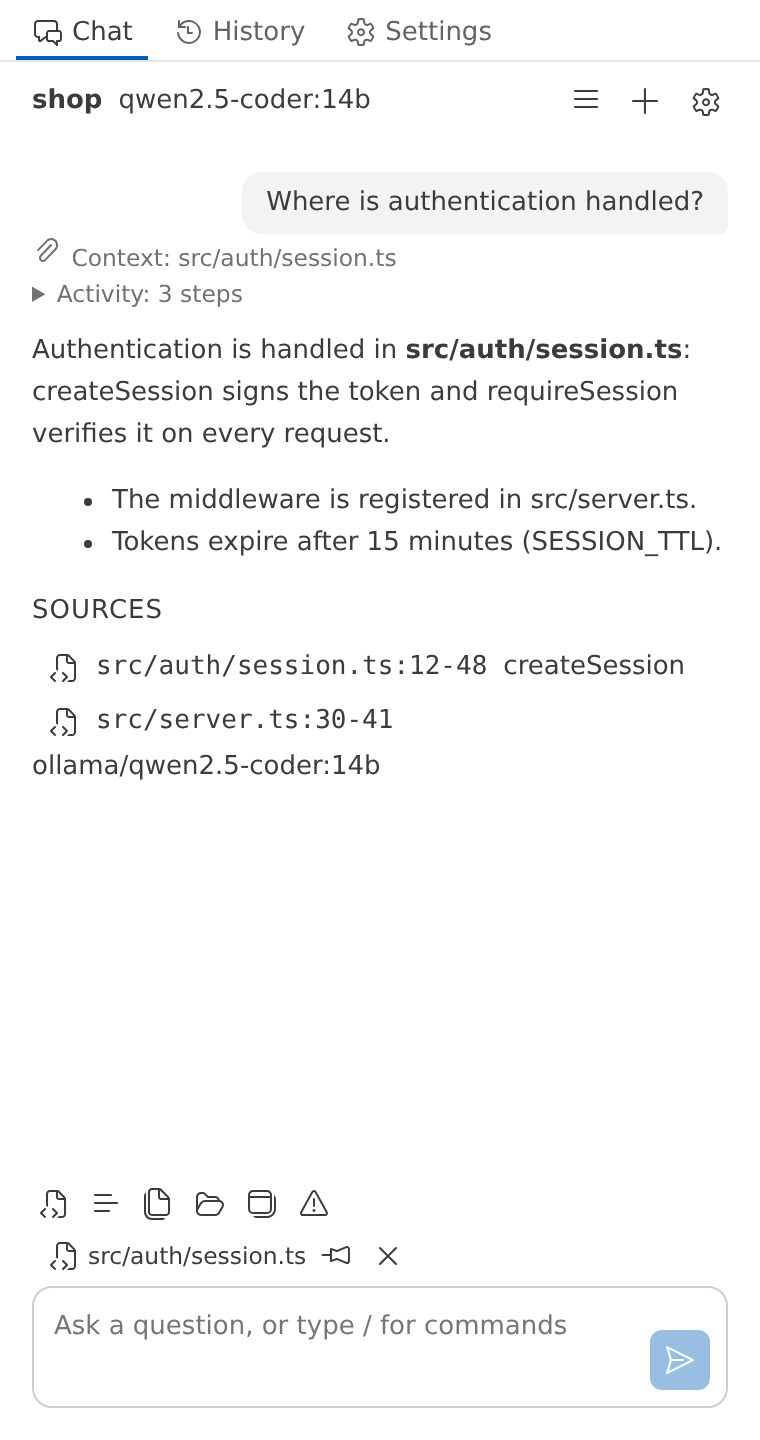 Chat History Settings
shop qwen2.5-coder:14b
Where is authentication handled?
Context: src/auth/session.ts
Activity: 3 steps
Authentication is handled in src/auth/session.ts:
createSession signs the token and requireSession
verifies it on every request.
• The middleware is registered in src/server.ts.
• Tokens expire after 15 minutes (SESSION_TTL).
SOURCES
src/auth/session.ts:12-48 createSession
src/server.ts:30-41
ollama/qwen2.5-coder:14b
src/auth/session.ts
Ask a question, or type / for commands